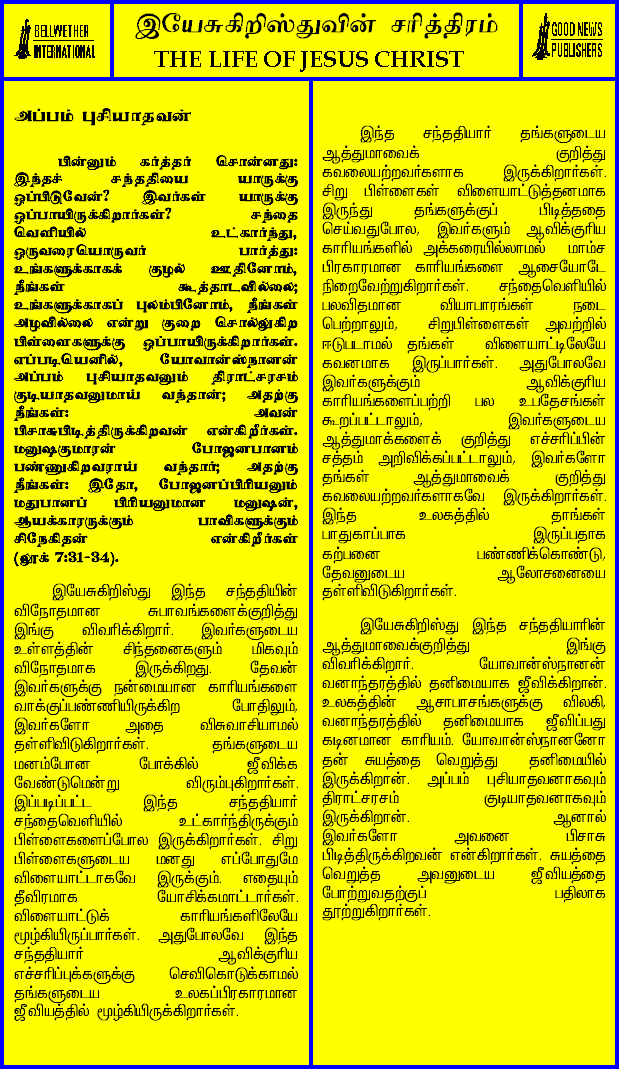 BELLWETHER
INTERNATIONAL
இயேசுகிறிஸ்துவின் சரித்திரம்
THE LIFE OF JESUS CHRIST
GOOD NEWS
PUBLISHERS
அப்பம் புசியாதவன்
பின்னும் கர்த்தர் சொன்னது:
இந்தச் சந்ததியை யாருக்கு
ஒப்பிடுவேன்? இவர்கள் யாருக்கு
ஒப்பாயிருக்கிறார்கள்? சந்தை
வெளியில் உட்கார்ந்து,
ஒருவரையொருவர் பார்த்து:
உங்களுக்காகக் குழல் ஊதினோம்,
நீங்கள் கூத்தாடவில்லை;
உங்களுக்காகப் புலம்பினோம், நீங்கள்
அழவில்லை என்று குறை சொல்லுகிற
பிள்ளைகளுக்கு ஒப்பாயிருக்கிறார்கள்.
எப்படியெனில், யோவான்ஸ்நானன்
அப்பம் புசியாதவனும் திராட்சரசம்
குடியாதவனுமாய் வந்தான்; அதற்கு
நீங்கள்: அவன்
பிசாசுபிடித்திருக்கிறவன் என்கிறீர்கள்.
மனுஷகுமாரன் போஜனபானம்
பண்ணுகிறவராய் வந்தார்; அதற்கு
நீங்கள்: இதோ, போஜனப்பிரியனும்
மதுபானப் பிரியனுமான மனுஷன்,
ஆயக்காரருக்கும் பாவிகளுக்கும்
சிநேகிதன் என்கிறீர்கள்
(லூக் 7:31-34).
இயேசுகிறிஸ்து இந்த சந்ததியின்
விநோதமான சுபாவங்களைக்குறித்து
இங்கு விவரிக்கிறார். இவர்களுடைய
உள்ளத்தின் சிந்தனைகளும் மிகவும்
விநோதமாக இருக்கிறது. தேவன்
இவர்களுக்கு நன்மையான காரியங்களை
வாக்குப்பண்ணியிருக்கிற போதிலும்,
இவர்களோ அதை விசுவாசியாமல்
தள்ளிவிடுகிறார்கள். தங்களுடைய
மனம்போன போக்கில் ஜீவிக்க
வேண்டுமென்று விரும்புகிறார்கள்.
இப்படிப்பட்ட இந்த சந்ததியார்
சந்தைவெளியில் உட்கார்ந்திருக்கும்
பிள்ளைகளைப்போல இருக்கிறார்கள். சிறு
பிள்ளைகளுடைய மனது எப்போதுமே
விளையாட்டாகவே இருக்கும். எதையும்
தீவிரமாக யோசிக்கமாட்டார்கள்.
விளையாட்டுக் காரியங்களிலேயே
மூழ்கியிருப்பார்கள். அதுபோலவே இந்த
சந்ததியார் ஆவிக்குரிய
எச்சரிப்புக்களுக்கு செவிகொடுக்காமல்
தங்களுடைய உலகப்பிரகாரமான
ஜீவியத்தில் மூழ்கியிருக்கிறார்கள்.
இந்த சந்ததியார் தங்களுடைய
ஆத்துமாவைக் குறித்து
கவலையற்றவர்களாக இருக்கிறார்கள்.
சிறு பிள்ளைகள் விளையாட்டுத்தனமாக
இருந்து தங்களுக்குப் பிடித்ததை
செய்வதுபோல, இவர்களும் ஆவிக்குரிய
காரியங்களில் அக்கரையில்லாமல் மாம்ச
பிரகாரமான காரியங்களை ஆசையோடே
நிறைவேற்றுகிறார்கள். சந்தைவெளியில்
பலவிதமான வியாபாரங்கள் நடை
பெற்றாலும், சிறுபிள்ளைகள் அவற்றில்
ஈடுபடாமல் தங்கள் விளையாட்டிலேயே
கவனமாக இருப்பார்கள். அதுபோலவே
இவர்களுக்கும் ஆவிக்குரிய
காரியங்களைப்பற்றி பல உபதேசங்கள்
கூறப்பட்டாலும், இவர்களுடைய
ஆத்துமாக்களைக் குறித்து எச்சரிப்பின்
சத்தம் அறிவிக்கப்பட்டாலும், இவர்களோ
தங்கள் ஆத்துமாவைக் குறித்து
கவலையற்றவர்களாகவே இருக்கிறார்கள்.
இந்த உலகத்தில் தாங்கள்
பாதுகாப்பாக இருப்பதாக
கற்பனை பண்ணிக்கொண்டு,
தேவனுடைய ஆலோசனையை
தள்ளிவிடுகிறார்கள்.
இயேசுகிறிஸ்து இந்த சந்ததியாரின்
ஆத்துமாவைக்குறித்து இங்கு
விவரிக்கிறார். யோவான்ஸ்நானன்
வனாந்தரத்தில் தனிமையாக ஜீவிக்கிறான்.
உலகத்தின் ஆசாபாசங்களுக்கு விலகி,
வனாந்தரத்தில் தனிமையாக ஜீவிப்பது
கடினமான காரியம். யோவான்ஸ்நானனோ
தன் சுயத்தை வெறுத்து தனிமையில்
இருக்கிறான். அப்பம் புசியாதவனாகவும்
திராட்சரசம் குடியாதவனாகவும்
இருக்கிறான். ஆனால்
இவர்களோ அவனை பிசாசு
பிடித்திருக்கிறவன் என்கிறார்கள். சுயத்தை
வெறுத்த அவனுடைய ஜீவியத்தை
போற்றுவதற்குப் பதிலாக
தூற்றுகிறார்கள்.